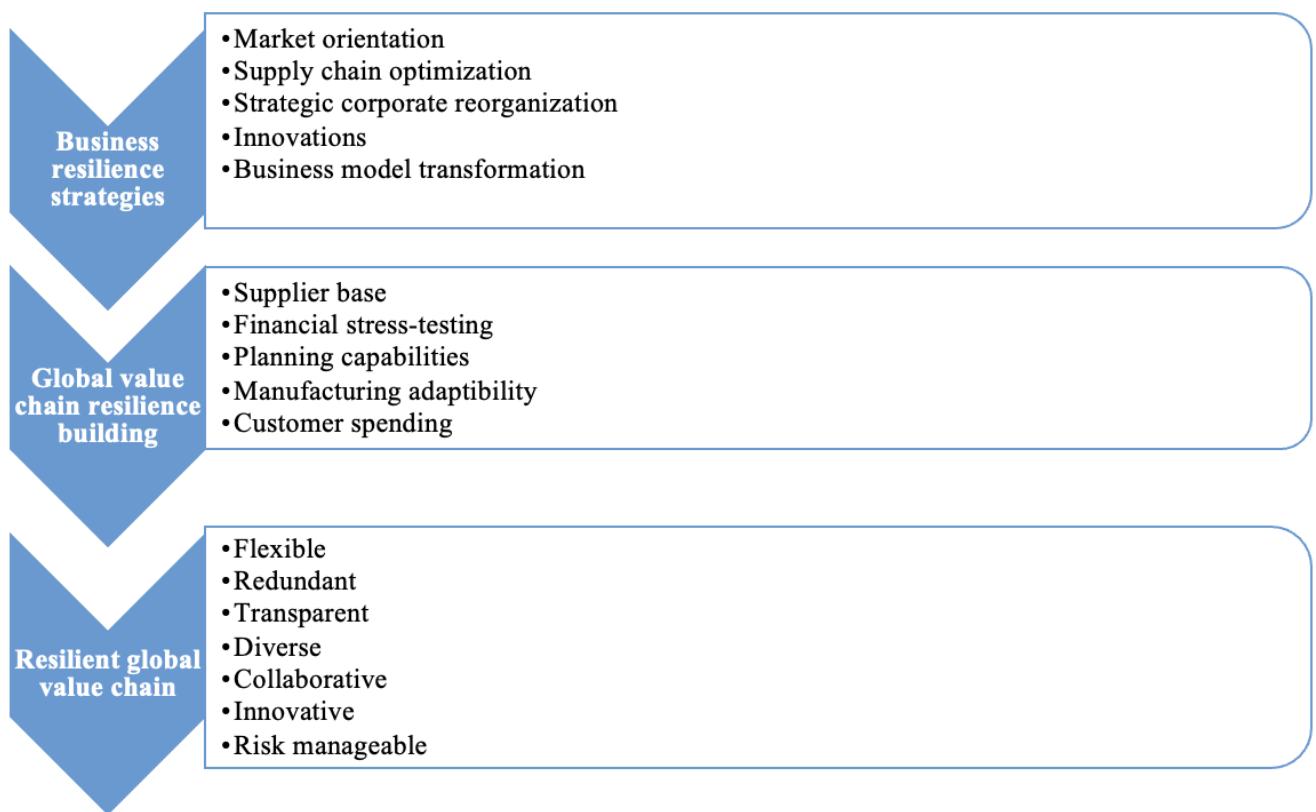 Business
resilience
strategies
•Market orientation
•Supply chain optimization
•Strategic corporate reorganization
•Innovations
•Business model transformation
Global value
chain resilience
building
•Supplier base
•Financial stress-testing
•Planning capabilities
•Manufacturing adaptibility
•Customer spending
Resilient global
value chain
•Flexible
•Redundant
•Transparent
•Diverse
•Collaborative
•Innovative
•Risk manageable